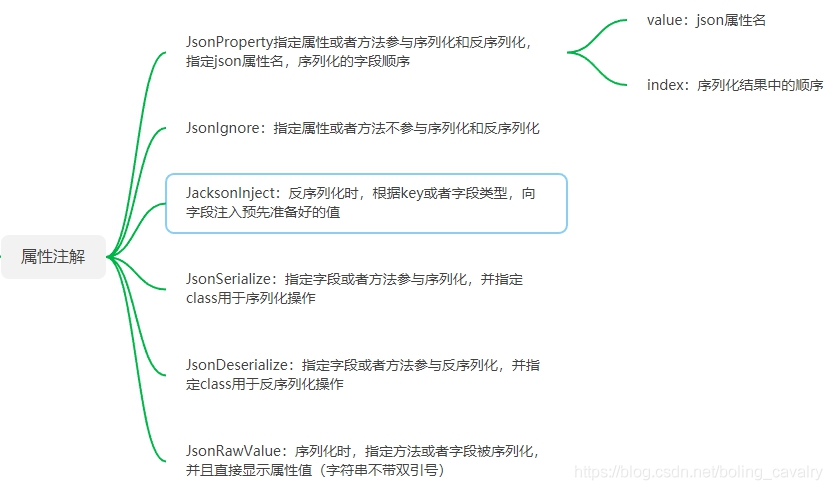 属性注解
JsonProperty指定属性或者方法参与序列化和反序列化，
指定json属性名，序列化的字段顺序
value：json属性名
index：序列化结果中的顺序
JsonIgnore：指定属性或者方法不参与序列化和反序列化
JacksonInject：反序列化时，根据key或者字段类型，向
字段注入预先准备好的值
JsonSerialize：指定字段或者方法参与序列化，并指定
class用于序列化操作
JsonDeserialize：指定字段或者方法参与反序列化，并指
定class用于反序列化操作
JsonRawValue：序列化时，指定方法或者字段被序列化，
并且直接显示属性值（字符串不带双引号）
https://blog.csdn.net/boling_cavalry